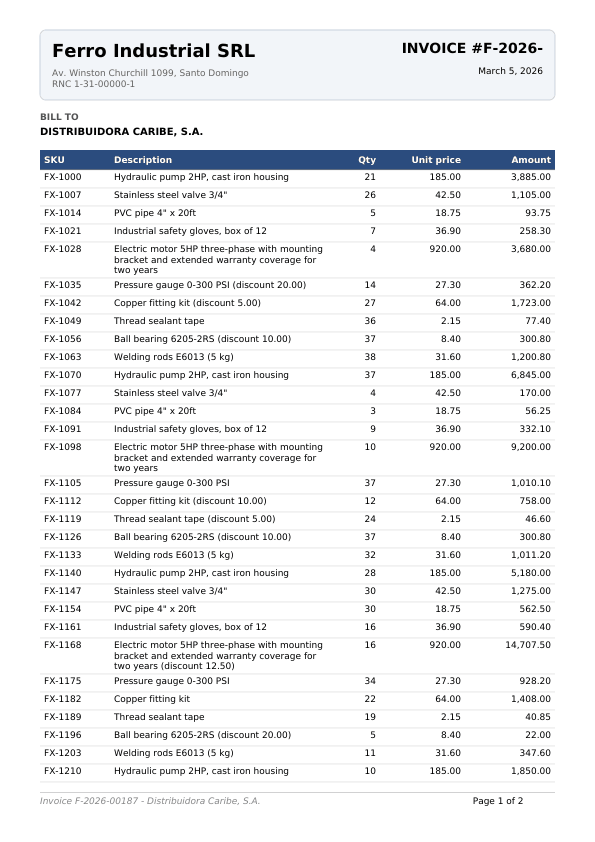 Ferro Industrial SRL
INVOICE #F-2026-
Av. Winston Churchill 1099, Santo Domingo
March 5, 2026
RNC 1-31-00000-1
BILL TO
DISTRIBUIDORA CARIBE, S.A.
SKU Description Qty Unit price Amount
FX-1000 Hydraulic pump 2HP, cast iron housing 21 185.00 3,885.00
FX-1007 Stainless steel valve 3/4" 26 42.50 1,105.00
FX-1014 PVC pipe 4" x 20ft 5 18.75 93.75
FX-1021 Industrial safety gloves, box of 12 7 36.90 258.30
FX-1028 Electric motor 5HP three-phase with mounting 4 920.00 3,680.00
bracket and extended warranty coverage for
two years
FX-1035 Pressure gauge 0-300 PSI (discount 20.00) 14 27.30 362.20
FX-1042 Copper fitting kit (discount 5.00) 27 64.00 1,723.00
FX-1049 Thread sealant tape 36 2.15 77.40
FX-1056 Ball bearing 6205-2RS (discount 10.00) 37 8.40 300.80
FX-1063 Welding rods E6013 (5 kg) 38 31.60 1,200.80
FX-1070 Hydraulic pump 2HP, cast iron housing 37 185.00 6,845.00
FX-1077 Stainless steel valve 3/4" 4 42.50 170.00
FX-1084 PVC pipe 4" x 20ft 3 18.75 56.25
FX-1091 Industrial safety gloves, box of 12 9 36.90 332.10
FX-1098 Electric motor 5HP three-phase with mounting 10 920.00 9,200.00
bracket and extended warranty coverage for
two years
FX-1105 Pressure gauge 0-300 PSI 37 27.30 1,010.10
FX-1112 Copper fitting kit (discount 10.00) 12 64.00 758.00
FX-1119 Thread sealant tape (discount 5.00) 24 2.15 46.60
FX-1126 Ball bearing 6205-2RS (discount 10.00) 37 8.40 300.80
FX-1133 Welding rods E6013 (5 kg) 32 31.60 1,011.20
FX-1140 Hydraulic pump 2HP, cast iron housing 28 185.00 5,180.00
FX-1147 Stainless steel valve 3/4" 30 42.50 1,275.00
FX-1154 PVC pipe 4" x 20ft 30 18.75 562.50
FX-1161 Industrial safety gloves, box of 12 16 36.90 590.40
FX-1168 Electric motor 5HP three-phase with mounting 16 920.00 14,707.50
bracket and extended warranty coverage for
two years (discount 12.50)
FX-1175 Pressure gauge 0-300 PSI 34 27.30 928.20
FX-1182 Copper fitting kit 22 64.00 1,408.00
FX-1189 Thread sealant tape 19 2.15 40.85
FX-1196 Ball bearing 6205-2RS (discount 20.00) 5 8.40 22.00
FX-1203 Welding rods E6013 (5 kg) 11 31.60 347.60
FX-1210 Hydraulic pump 2HP, cast iron housing 10 185.00 1,850.00
Invoice F-2026-00187 - Distribuidora Caribe, S.A. Page 1 of 2